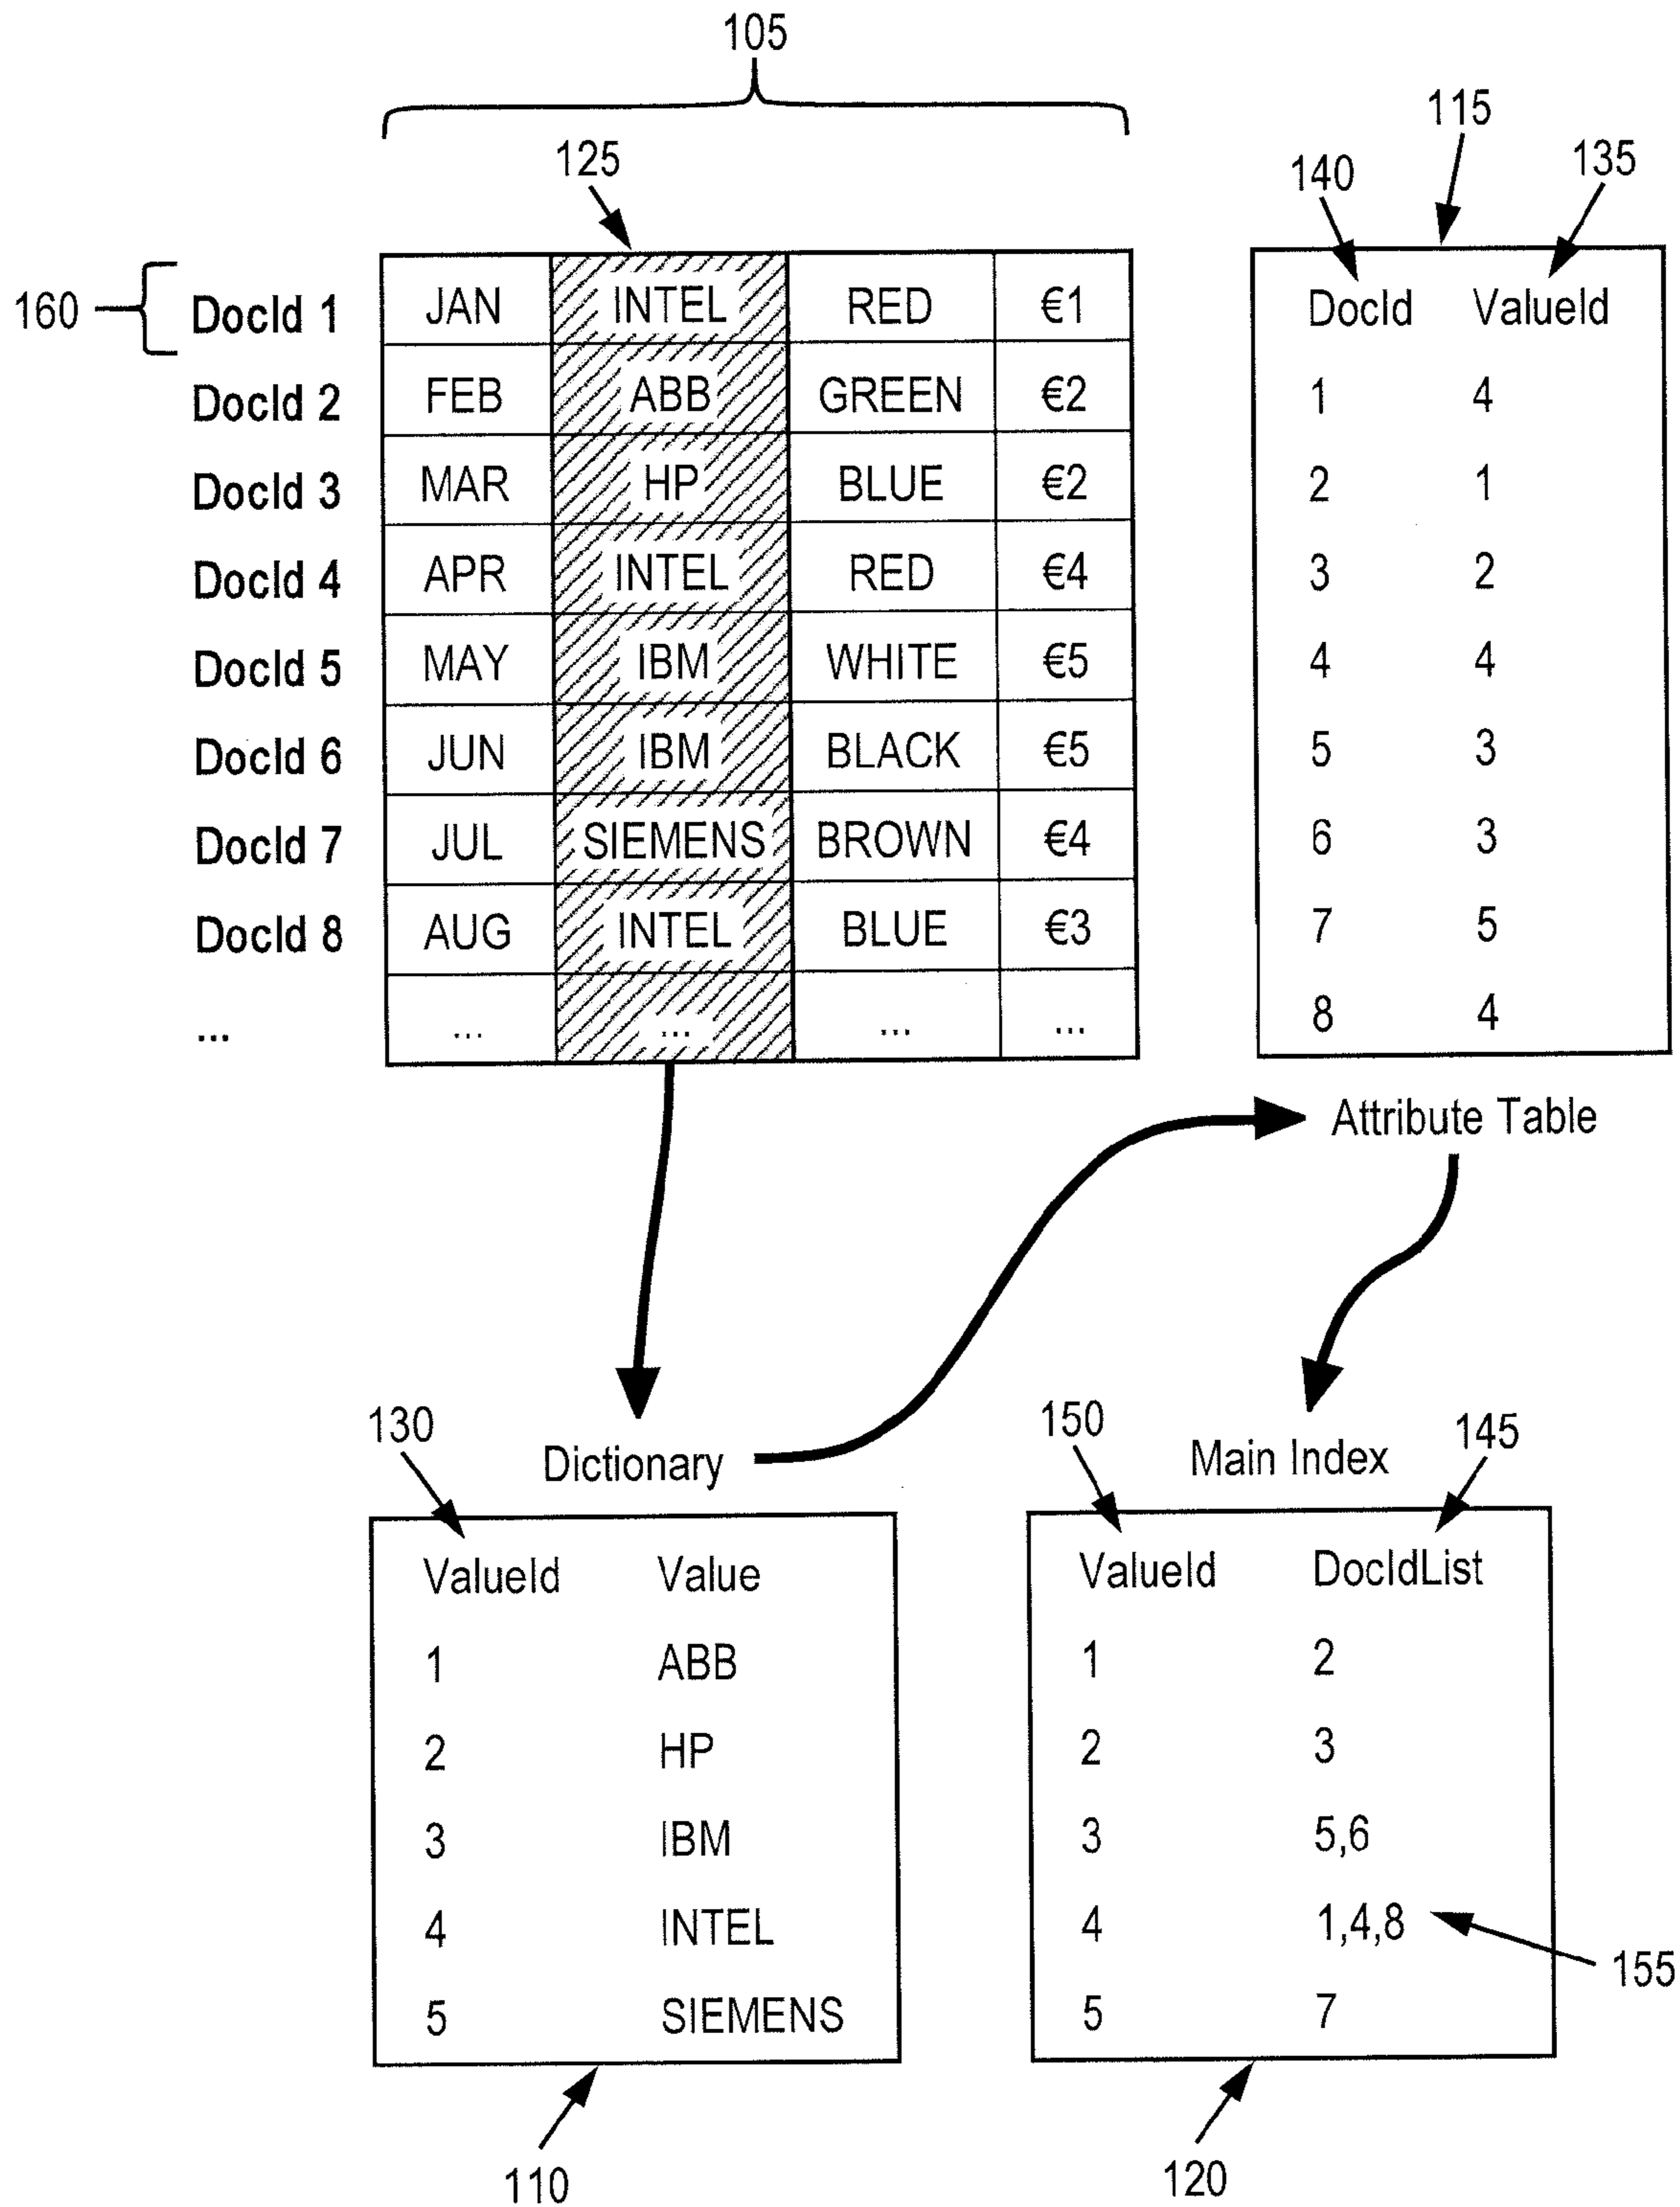 105
115
125
140
135
160
DocId 1 JAN INTEL RED €1
DocId 2 FEB ABB GREEN €2
DocId 3 MAR HP BLUE €2
DocId 4 APR INTEL RED €4
DocId 5 MAY IBM WHITE €5
DocId 6 JUN IBM BLACK €5
DocId 7 JUL SIEMENS BROWN €4
DocId 8 AUG INTEL BLUE €3
... ... ... ... ...
DocId ValueId
1 4
2 1
3 2
4 4
5 3
6 3
7 5
8 4
Attribute Table
130
Dictionary
ValueId Value
1 ABB
2 HP
3 IBM
4 INTEL
5 SIEMENS
110
150
145
Main Index
ValueId DocIdList
1 2
2 3
3 5,6
4 1,4,8
5 7
155
120